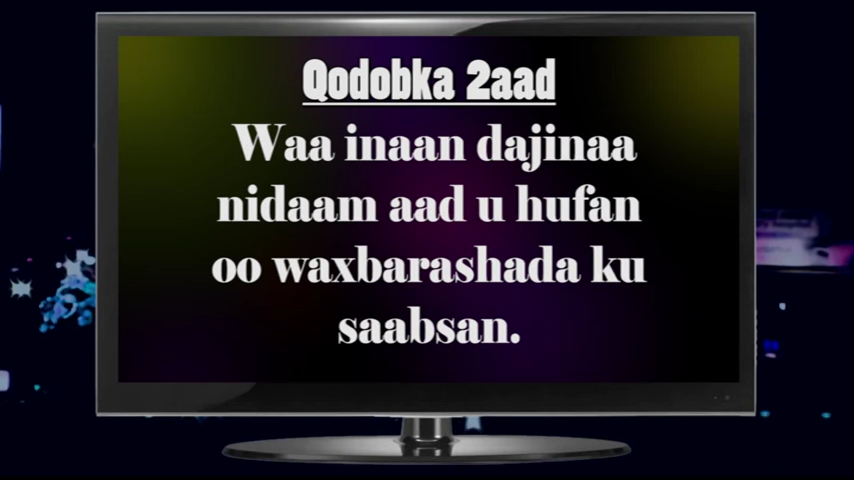 Qodobka 2aad
Waa inaan dajinaa
nidaam aad u hufan
oo waxbarashada ku
saabsan.